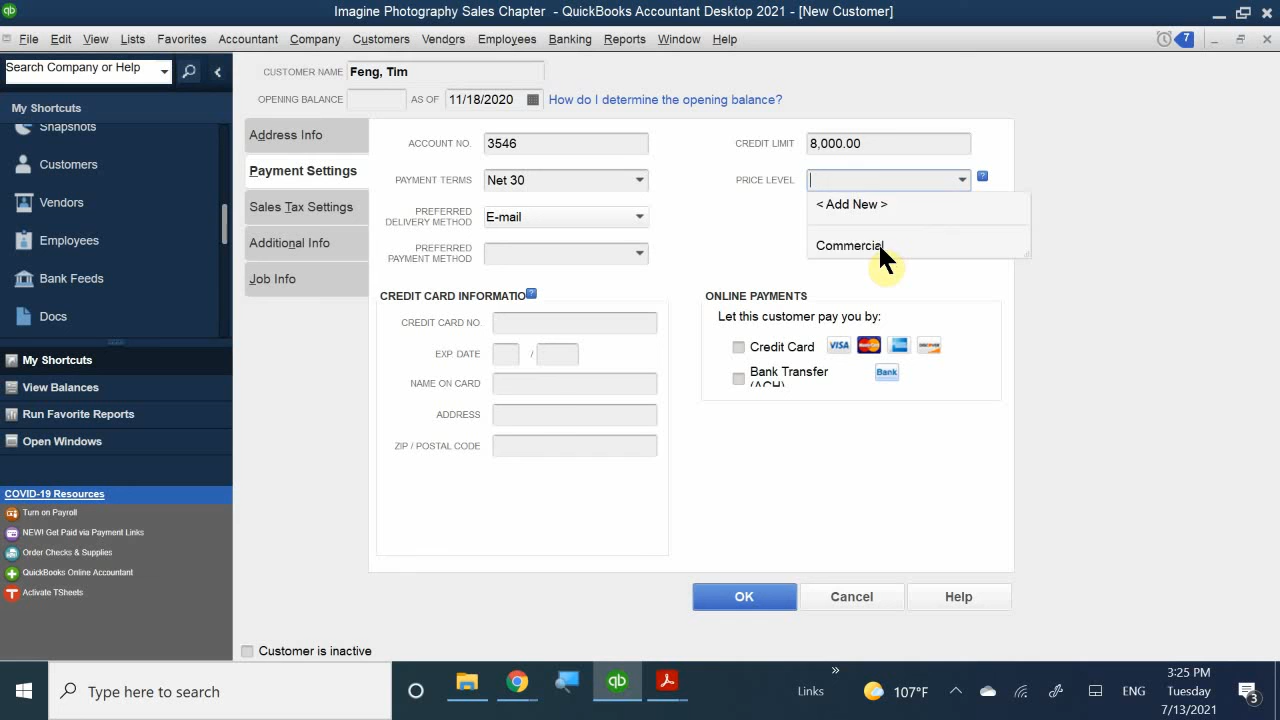 Imagine Photography Sales Chapter - QuickBooks Accountant Desktop 2021 - [New Customer]
File Edit View Lists Favorites Accountant Company Customers Vendors Employees Banking Reports Window Help
7
Search Company or Help
My Shortcuts
Snapshots
Customers
Vendors
Employees
Bank Feeds
Docs
My Shortcuts
View Balances
Run Favorite Reports
Open Windows
COVID-19 Resources
Turn on Payroll
NEW! Get Paid via Payment Links
Order Checks & Supplies
QuickBooks Online Accountant
Activate TSheets
CUSTOMER NAME Feng, Tim
OPENING BALANCE AS OF 11/18/2020 How do I determine the opening balance?
Address Info
Payment Settings
Sales Tax Settings
Additional Info
Job Info
ACCOUNT NO. 3546
PAYMENT TERMS Net 30
PREFERRED
DELIVERY METHOD E-mail
PREFERRED
PAYMENT METHOD
CREDIT LIMIT 8,000.00
PRICE LEVEL ?
< Add New >
Commercial
CREDIT CARD INFORMATIO ?
CREDIT CARD NO.
EXP DATE /
NAME ON CARD
ADDRESS
ZIP / POSTAL CODE
ONLINE PAYMENTS
Let this customer pay you by:
Credit Card VISA MasterCard DISCOVER
Bank Transfer Bank
(ACH)
OK Cancel Help
Customer is inactive
Type here to search
qb
Links
107°F
ENG
3:25 PM
Tuesday
7/13/2021
3